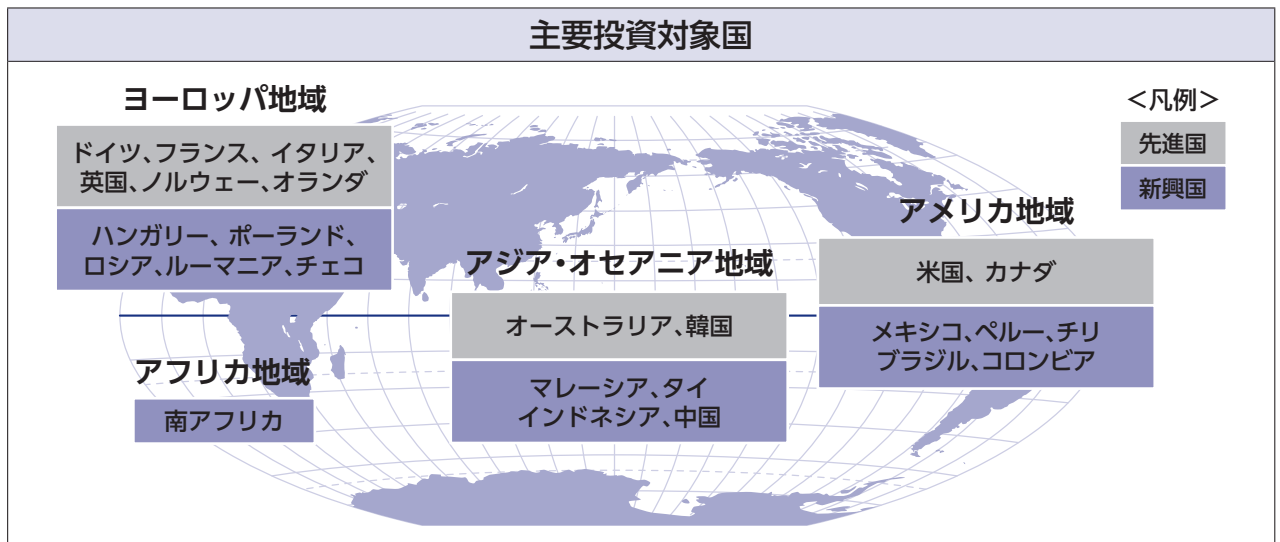 主要投資対象国
ヨーロッパ地域
ドイツ、フランス、イタリア、
英国、ノルウェー、オランダ
ハンガリー、ポーランド、
ロシア、ルーマニア、チェコ
アフリカ地域
南アフリカ
アジア・オセアニア地域
オーストラリア、韓国
マレーシア、タイ
インドネシア、中国
アメリカ地域
米国、カナダ
メキシコ、ペルー、チリ
ブラジル、コロンビア
＜凡例＞
先進国
新興国